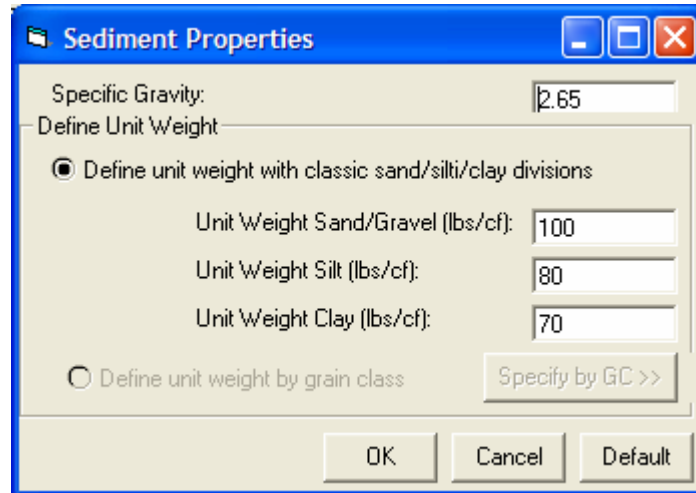 Sediment Properties
Specific Gravity: 2.65
Define Unit Weight
Define unit weight with classic sand/silti/clay divisions
Unit Weight Sand/Gravel (lbs/cf): 100
Unit Weight Silt (lbs/cf): 80
Unit Weight Clay (lbs/cf): 70
Define unit weight by grain class Specify by GC >>
OK Cancel Default